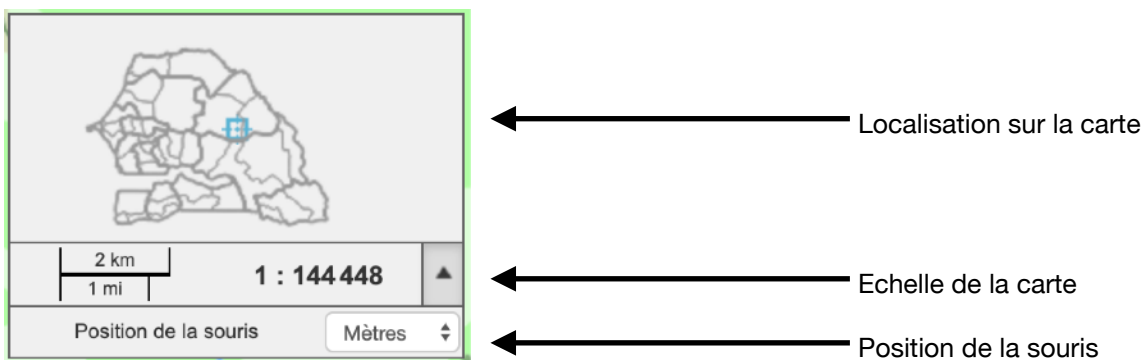 Localisation sur la carte
2 km
1 mi
1 : 144 448
Echelle de la carte
Position de la souris
Mètres
Position de la souris